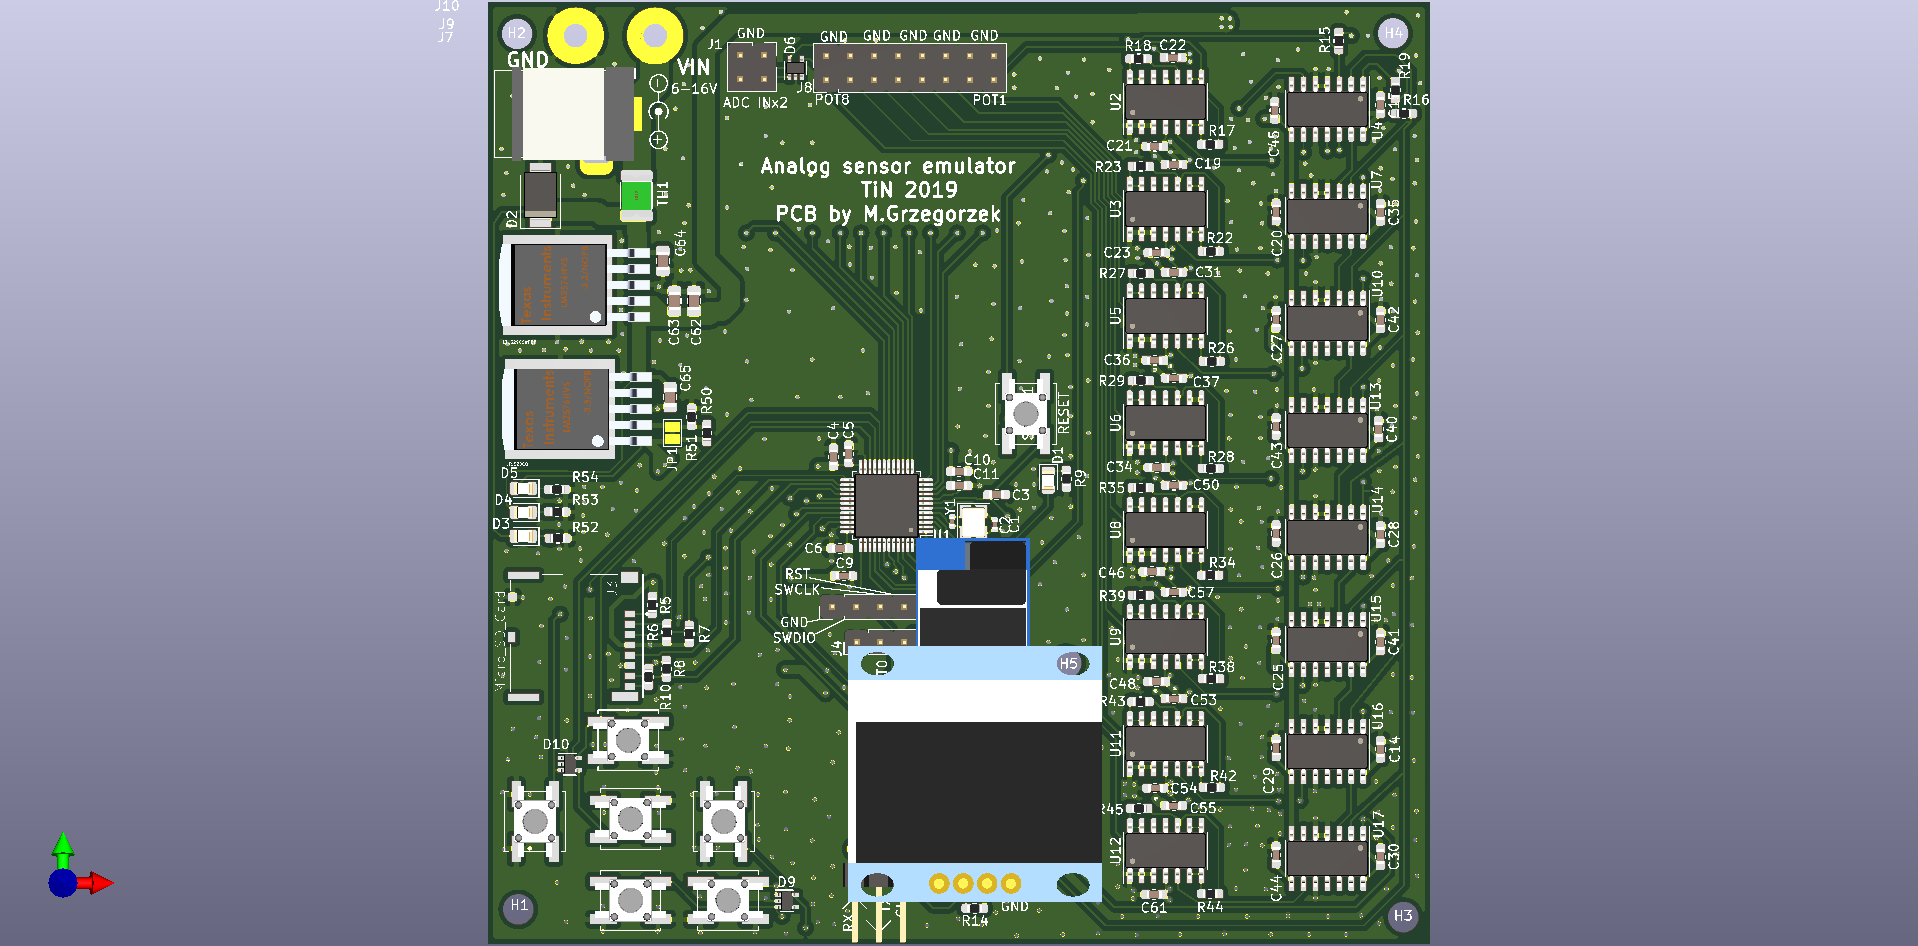 J10
J9
J7
H2
GND
VIN
6-16V
J1
GND
D6
ADC INx2
GND GND GND GND GND
J8
POT8
POT1
R18
C22
U2
R17
C21
R15
H4
R19
R16
C45
U4
Analog sensor emulator
TiN 2019
PCB by M.Grzegorzek
D2
TH1
R23
C19
U3
R22
C23
U7
C35
C20
Texas
Instruments
C64
C63
C62
R27
C31
U5
R26
C36
U10
C42
C27
Texas
Instruments
C65
R50
R51
JP1
RESET
R29
C37
U6
R28
C34
U13
C40
C43
D5
R54
D4
R53
D3
R52
C4
C5
C10
C11
C3
D1
R9
Y1
C2
C1
U1
C6
C9
R35
C50
U8
R34
C46
U14
C28
C26
RST
SWCLK
GND
SWDIO
J4
J3
R5
R6
R7
R8
R10
R39
C57
U9
R38
C48
U15
C41
C25
H5
R43
C53
U11
R42
C54
U16
C14
C29
D10
R45
C55
U12
C61
R44
U17
C30
C44
H1
D9
RX
R14
GND
H3